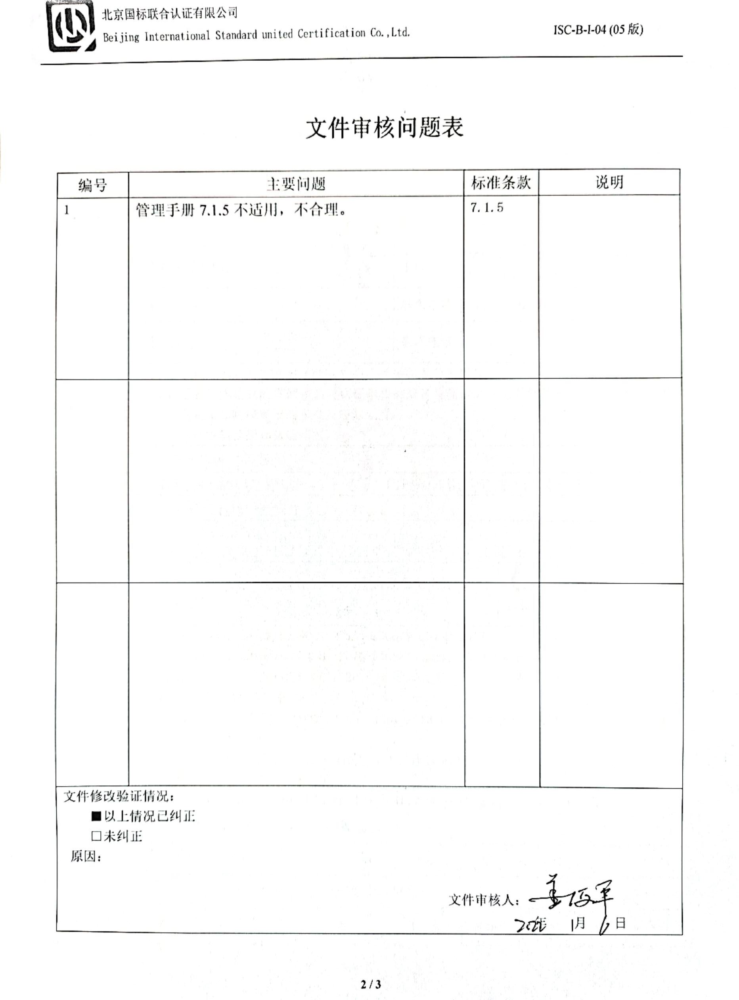 北京国标联合认证有限公司
Beijing International Standard united Certification Co.,Ltd.
ISC-B-I-04 (05 版)
文件审核问题表
编号 主要问题 标准条款 说明
1 管理手册 7.1.5 不适用，不合理。 7.1.5
文件修改验证情况：
■以上情况已纠正
□未纠正
原因：
文件审核人：
年 1月 6日
2 / 3